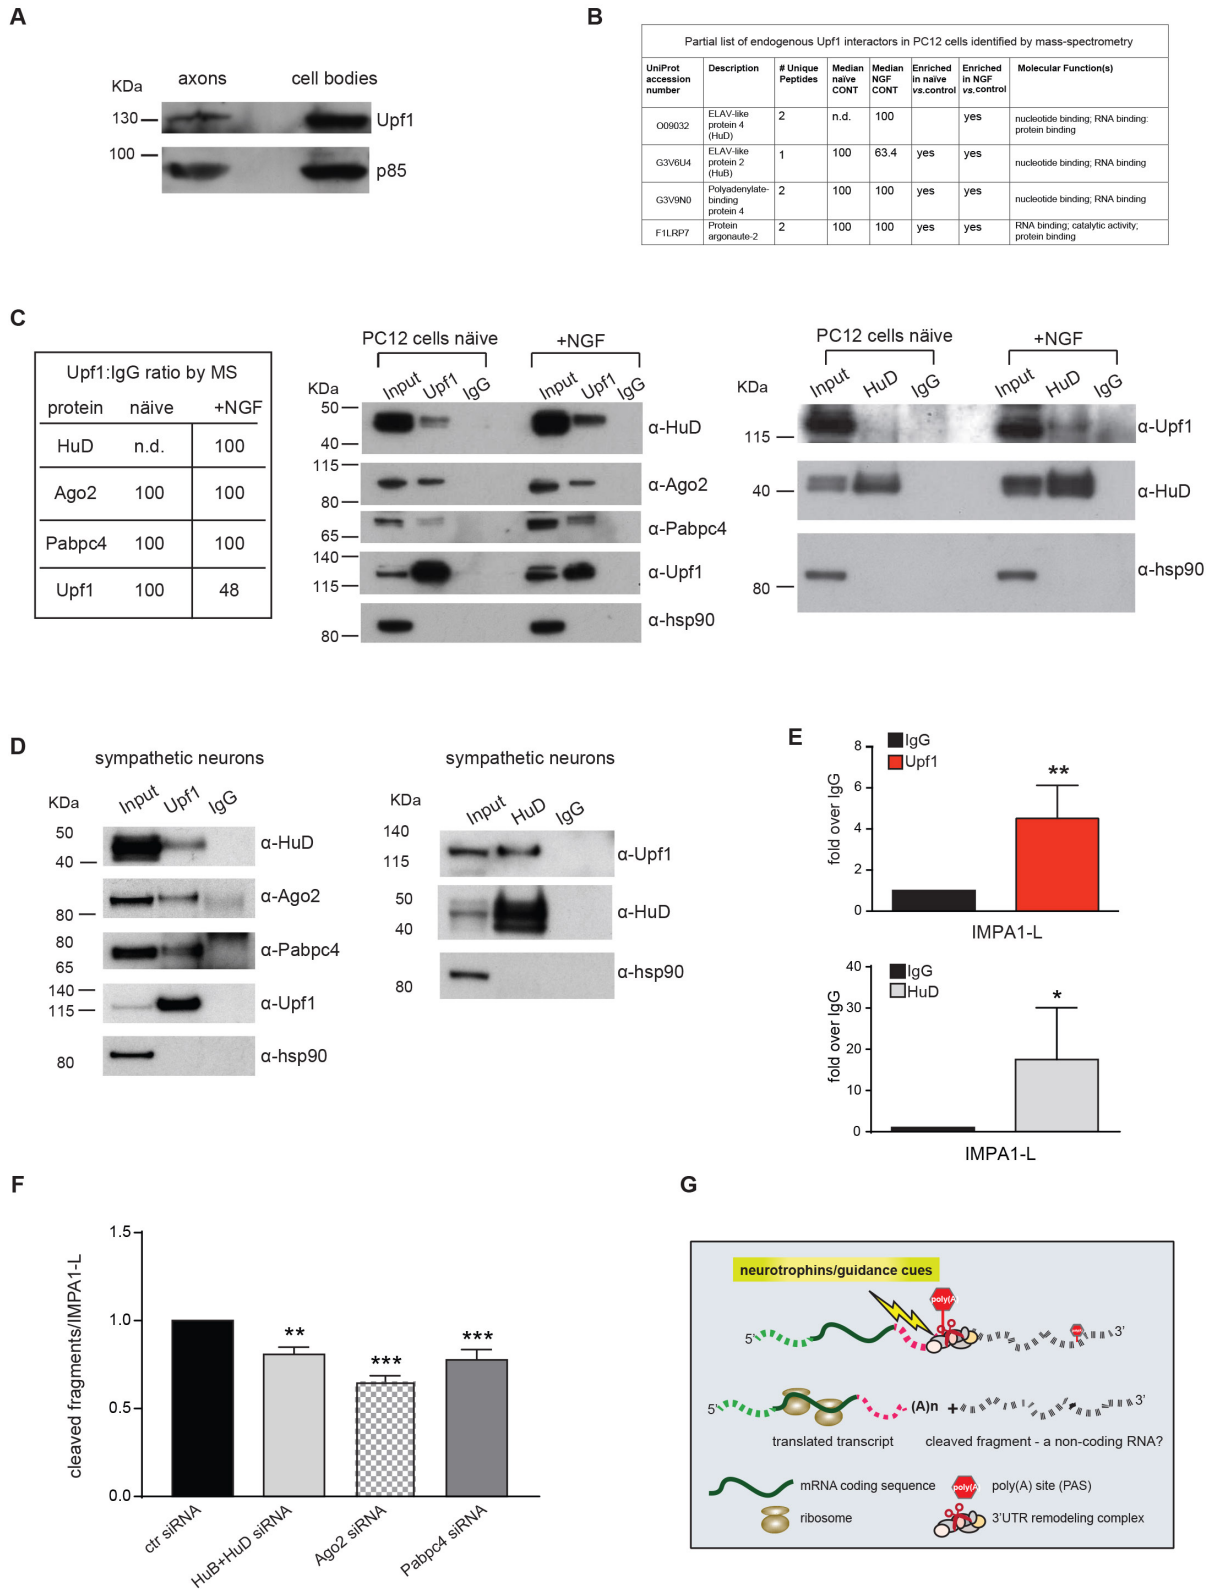 A
KDa
axons
cell bodies
130
Upf1
100
p85
B
Partial list of endogenous Upf1 interactors in PC12 cells identified by mass-spectrometry
UniProt accession number
Description
# Unique Peptides
Median naïve CONT
Median NGF CONT
Enriched in naïve vs.control
Enriched in NGF vs.control
Molecular Function(s)
O09032
ELAV-like protein 4 (HuD)
2
n.d.
100
yes
nucleotide binding; RNA binding: protein binding
G3V6U4
ELAV-like protein 2 (HuB)
1
100
63.4
yes
yes
nucleotide binding; RNA binding
G3V9N0
Polyadenylate-binding protein 4
2
100
100
yes
yes
nucleotide binding; RNA binding
F1LRP7
Protein argonaute-2
2
100
100
yes
yes
RNA binding; catalytic activity; protein binding
C
Upf1:IgG ratio by MS
protein näive +NGF
HuD n.d. 100
Ago2 100 100
Pabpc4 100 100
Upf1 100 48
PC12 cells näive
+NGF
KDa
Input Upf1 IgG
Input Upf1 IgG
50
40
α-HuD
115
80
α-Ago2
65
α-Pabpc4
140
115
α-Upf1
80
α-hsp90
PC12 cells näive
+NGF
KDa
Input HuD IgG
Input HuD IgG
115
α-Upf1
40
α-HuD
80
α-hsp90
D
sympathetic neurons
KDa
Input Upf1 IgG
50
40
α-HuD
80
α-Ago2
80
65
α-Pabpc4
140
115
α-Upf1
80
α-hsp90
sympathetic neurons
KDa
Input HuD IgG
140
115
α-Upf1
50
40
α-HuD
80
α-hsp90
E
IgG
Upf1
fold over IgG
8
6
4
2
0
**
IMPA1-L
IgG
HuD
fold over IgG
40
30
20
10
0
*
IMPA1-L
F
cleaved fragments/IMPA1-L
1.5
1.0
0.5
0.0
**
***
***
ctr siRNA
HuB+HuD siRNA
Ago2 siRNA
Pabpc4 siRNA
G
neurotrophins/guidance cues
poly(A)
5' 3'
5' (A)n + 3'
translated transcript
cleaved fragment - a non-coding RNA?
mRNA coding sequence
poly(A)
poly(A) site (PAS)
ribosome
3'UTR remodeling complex